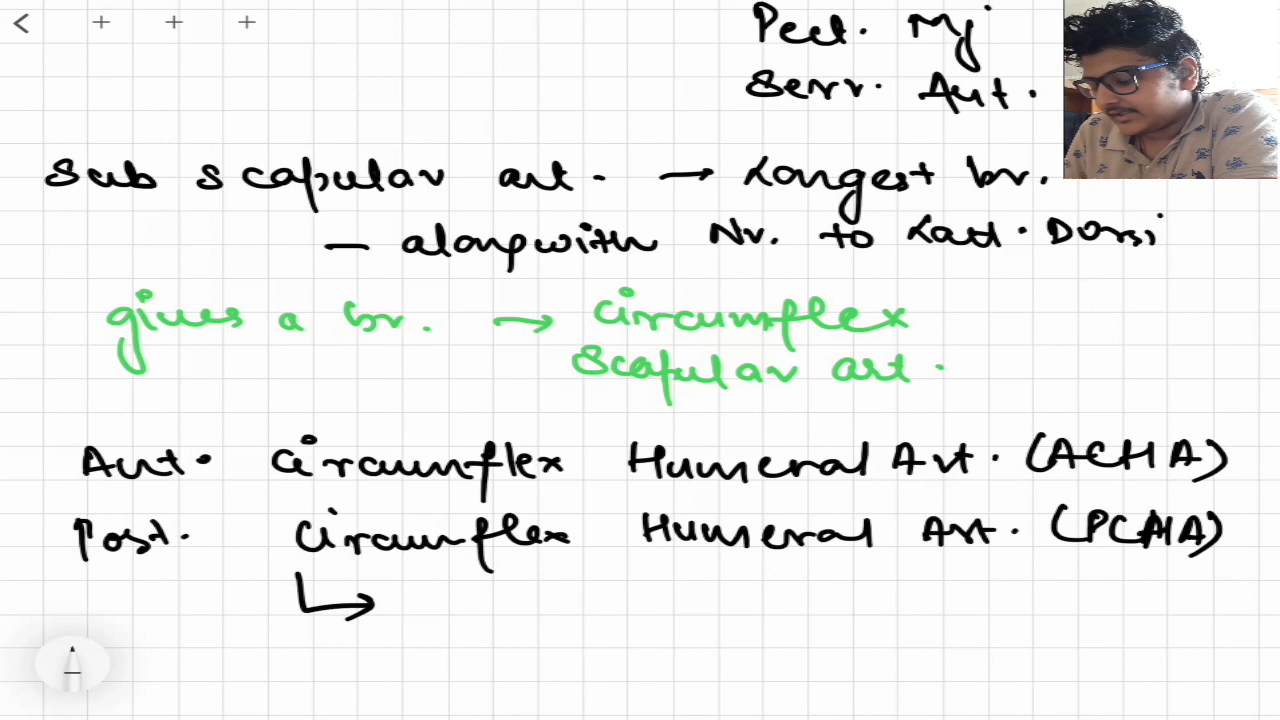 Pect. Mj
Serr. Ant.
Sub scapular art. → Longest br.
— alongwith Nr. to Latt. Dorsi
gives a br. → circumflex
scapular art.
Ant. circumflex Humeral Art. (ACHA)
Post. circumflex Humeral Art. (PCHA)